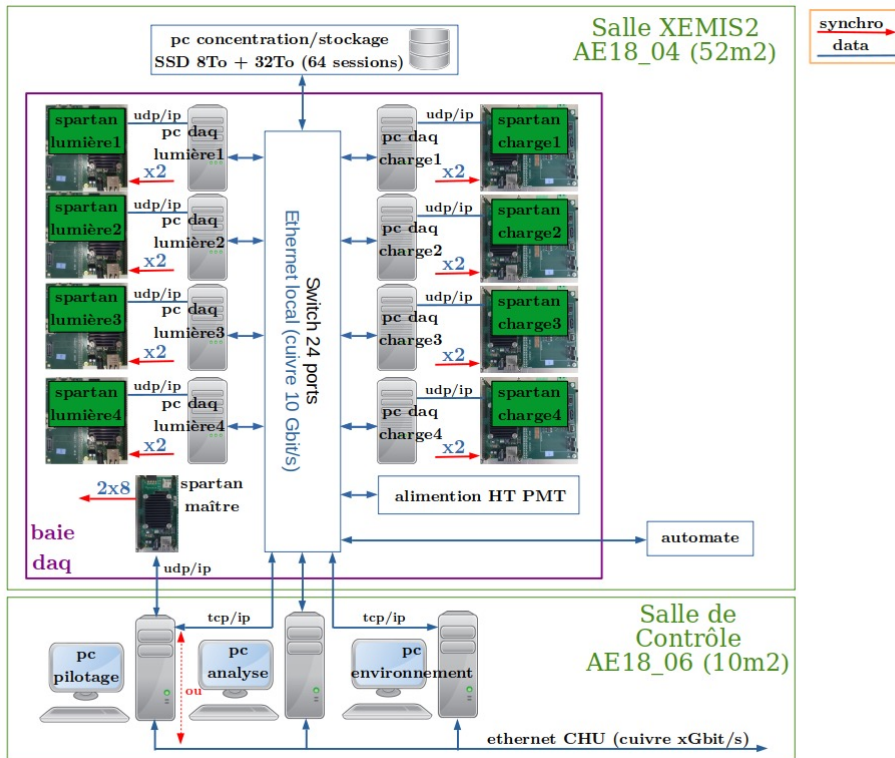 Salle XEMIS2
AE18_04 (52m2)
synchro
data
pc concentration/stockage
SSD 8To + 32To (64 sessions)
spartan
lumière1
udp/ip
pc daq
lumière1
x2
spartan
lumière2
udp/ip
pc daq
lumière2
x2
spartan
lumière3
udp/ip
pc daq
lumière3
x2
spartan
lumière4
udp/ip
pc daq
lumière4
x2
Switch 24 ports
Ethernet local (cuivre 10 Gbit/s)
pc daq
charge1
udp/ip
spartan
charge1
x2
pc daq
charge2
udp/ip
spartan
charge2
x2
pc daq
charge3
udp/ip
spartan
charge3
x2
pc daq
charge4
udp/ip
spartan
charge4
x2
2x8
spartan
maître
alimention HT PMT
automate
baie
daq
udp/ip
tcp/ip
tcp/ip
Salle de
Contrôle
AE18_06 (10m2)
pc
pilotage
ou
pc
analyse
pc
environnement
ethernet CHU (cuivre xGbit/s)